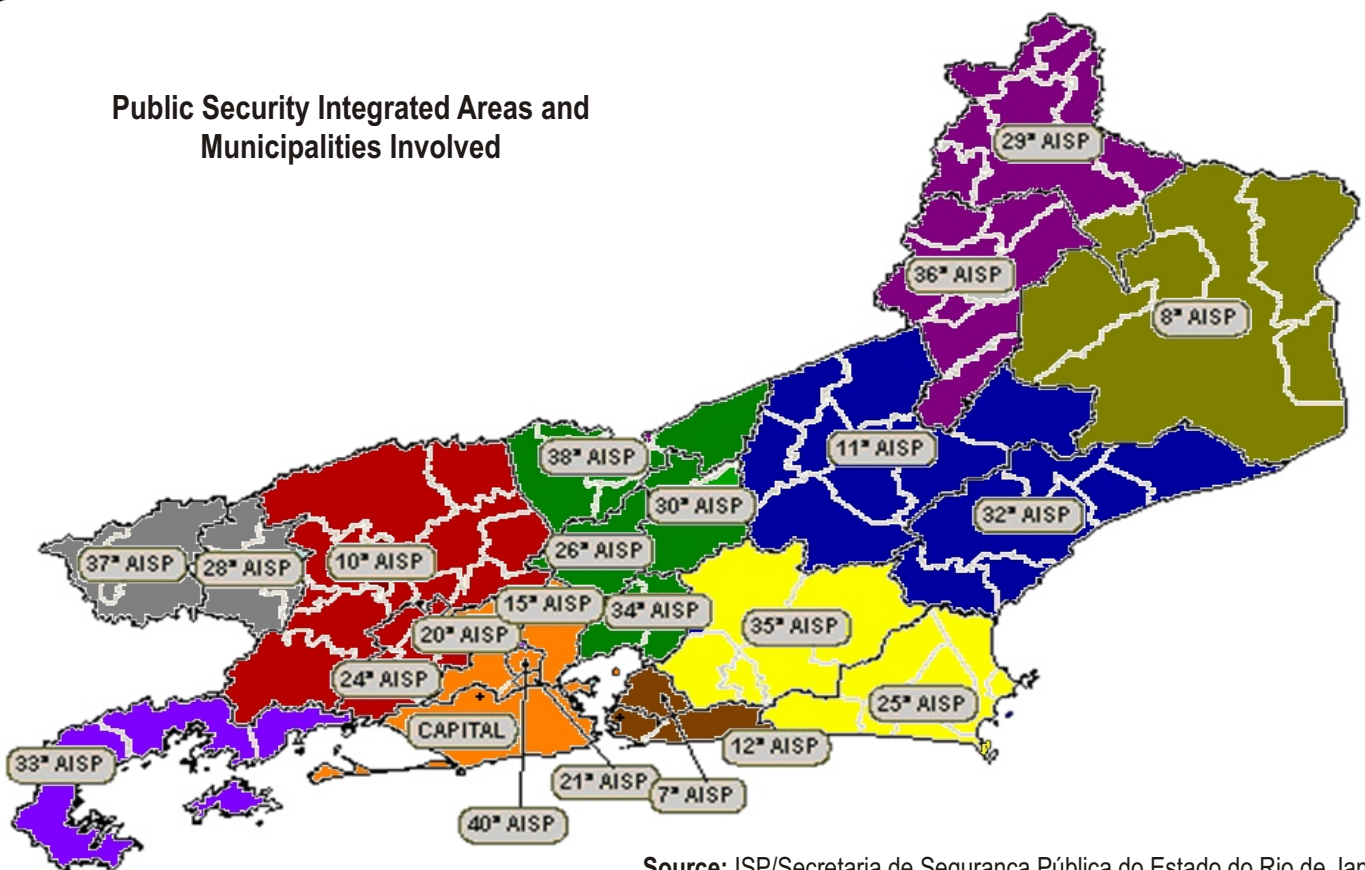 Public Security Integrated Areas and
Municipalities Involved
29ª AISP
36ª AISP
8ª AISP
11ª AISP
38ª AISP
30ª AISP
32ª AISP
26ª AISP
37ª AISP
28ª AISP
10ª AISP
15ª AISP
34ª AISP
20ª AISP
35ª AISP
24ª AISP
25ª AISP
CAPITAL
12ª AISP
33ª AISP
21ª AISP
7ª AISP
40ª AISP
Source: ISP/Secretaria de Segurança Pública do Estado do Rio de